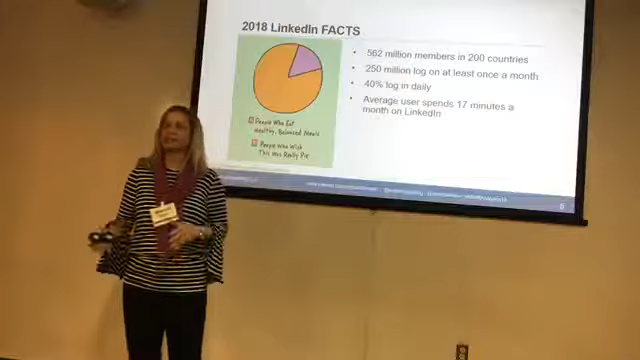 2018 LinkedIn FACTS
562 million members in 200 countries
250 million log on at least once a month
40% log in daily
Average user spends 17 minutes a
month on LinkedIn
People Who Eat
Healthy, Balanced Meals
People Who Wish
This Was Really Pie